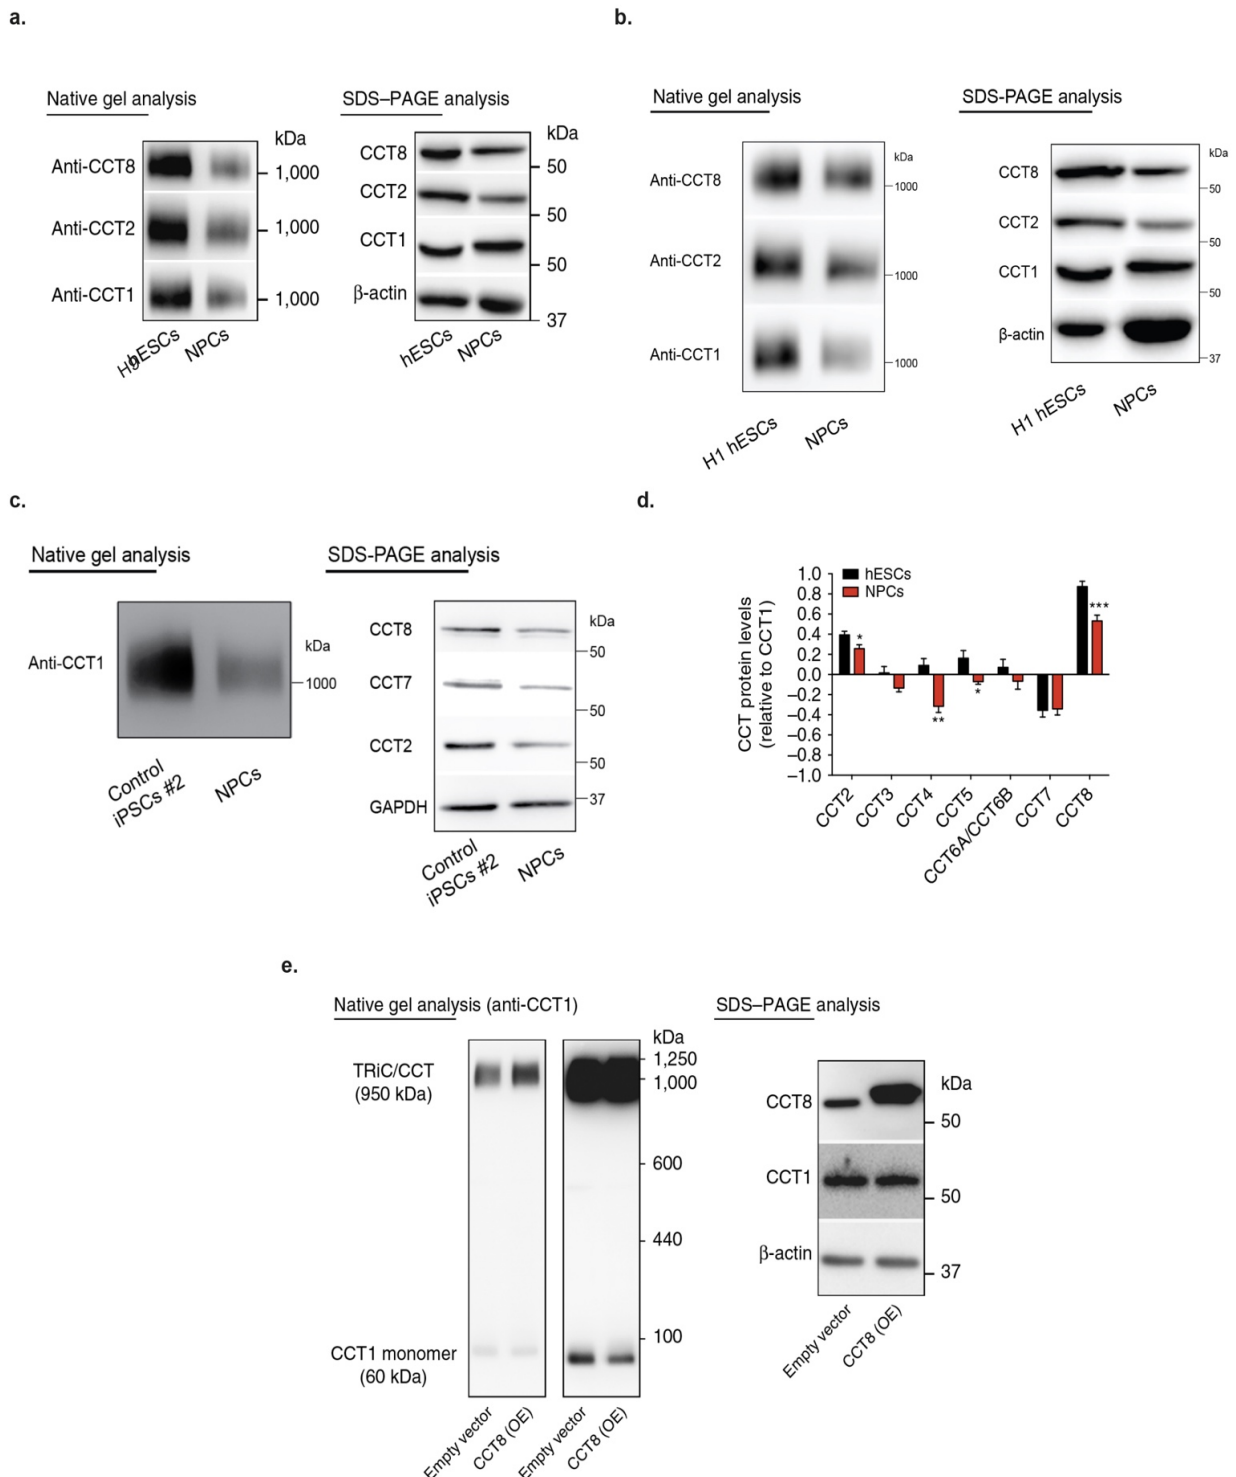 a.
Native gel analysis
kDa
Anti-CCT8
1,000
Anti-CCT2
1,000
Anti-CCT1
1,000
H9 hESCs
NPCs
SDS–PAGE analysis
kDa
CCT8
50
CCT2
50
CCT1
50
β-actin
37
hESCs
NPCs
b.
Native gel analysis
kDa
Anti-CCT8
1000
Anti-CCT2
1000
Anti-CCT1
1000
H1 hESCs
NPCs
SDS-PAGE analysis
kDa
CCT8
50
CCT2
50
CCT1
50
β-actin
37
H1 hESCs
NPCs
c.
Native gel analysis
kDa
Anti-CCT1
1000
Control
iPSCs #2
NPCs
SDS-PAGE analysis
kDa
CCT8
50
CCT7
50
CCT2
50
37
GAPDH
Control
iPSCs #2
NPCs
d.
CCT protein levels
(relative to CCT1)
1.0
0.8
0.6
0.4
0.2
0.0
–0.2
–0.4
–0.6
–0.8
–1.0
hESCs
NPCs
*
**
*
***
CCT2
CCT3
CCT4
CCT5
CCT6A/CCT6B
CCT7
CCT8
e.
Native gel analysis (anti-CCT1)
kDa
TRiC/CCT
(950 kDa)
1,250
1,000
600
440
100
CCT1 monomer
(60 kDa)
Empty vector
CCT8 (OE)
Empty vector
CCT8 (OE)
SDS–PAGE analysis
kDa
CCT8
50
CCT1
50
β-actin
37
Empty vector
CCT8 (OE)